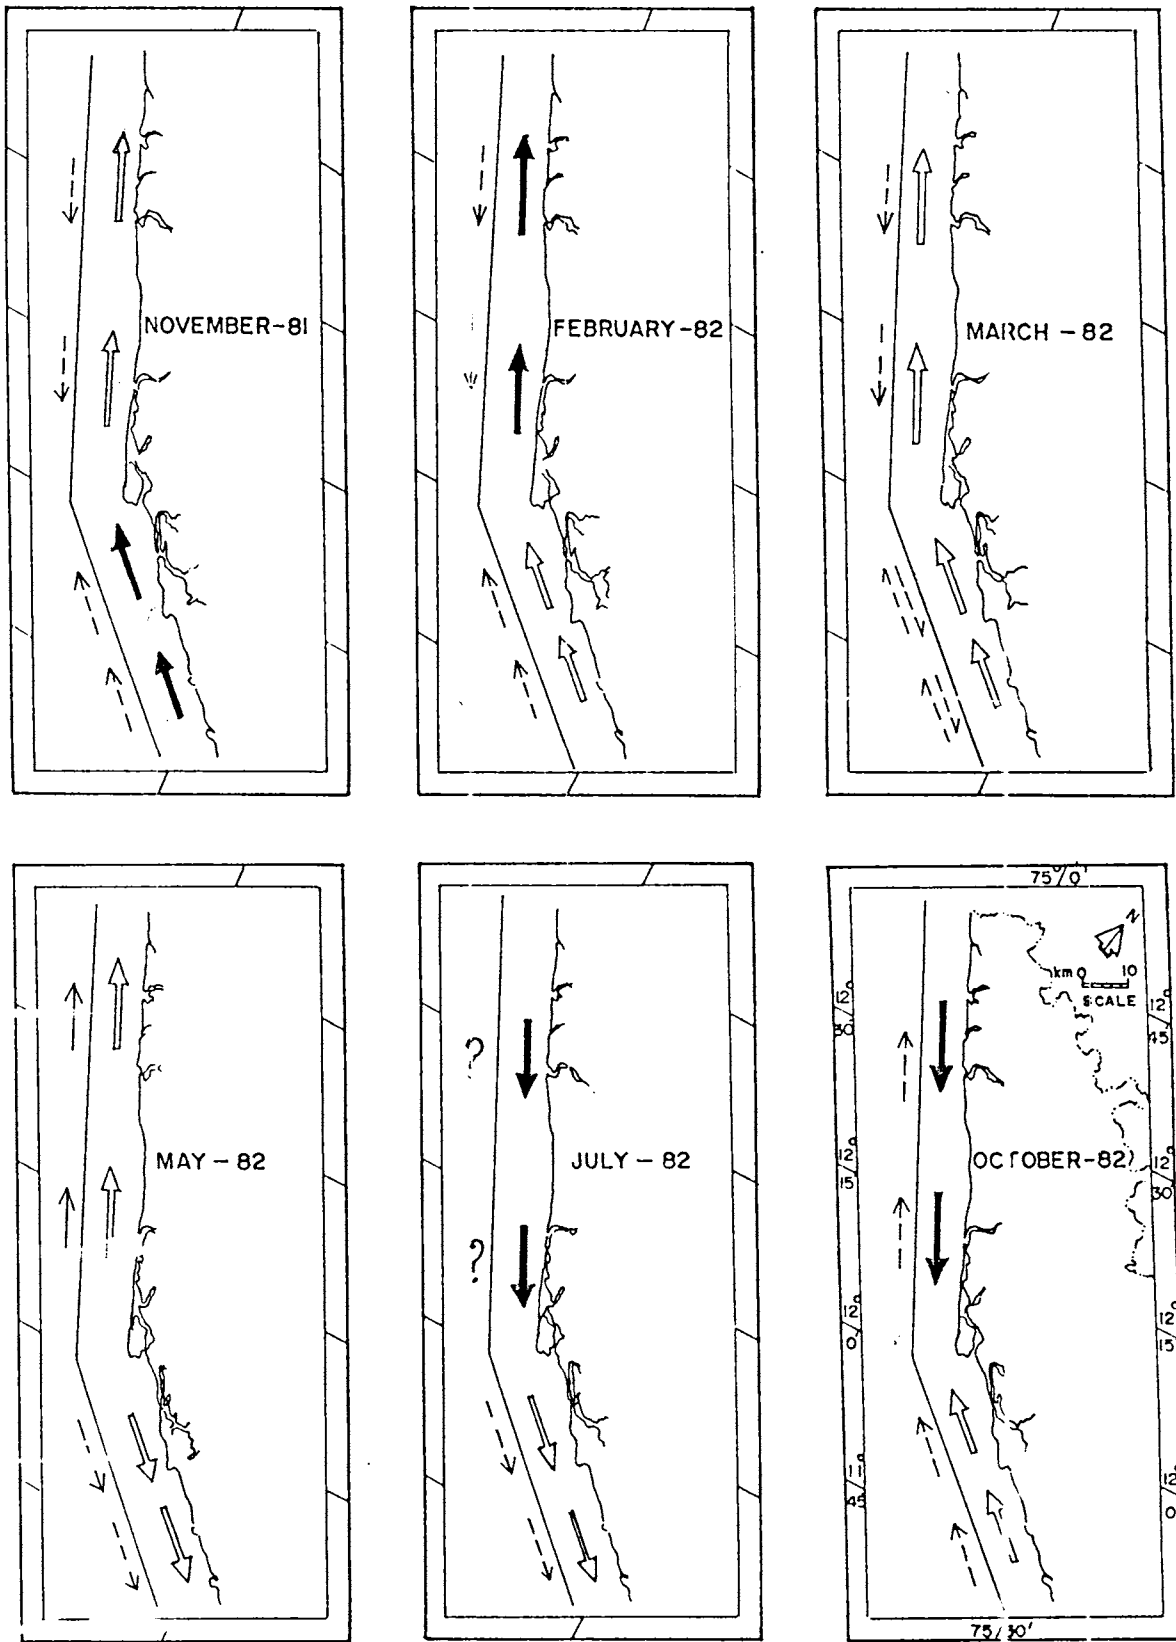 NOVEMBER-81
FEBRUARY-82
MARCH-82
MAY-82
JULY-82
?
?
OCTOBER-82
75°/0'
N
km 0 10
SCALE
12°/30
12°/45
12°/15
12°/30
12°/0
12°/15
11°/45
12°/0
75/30'